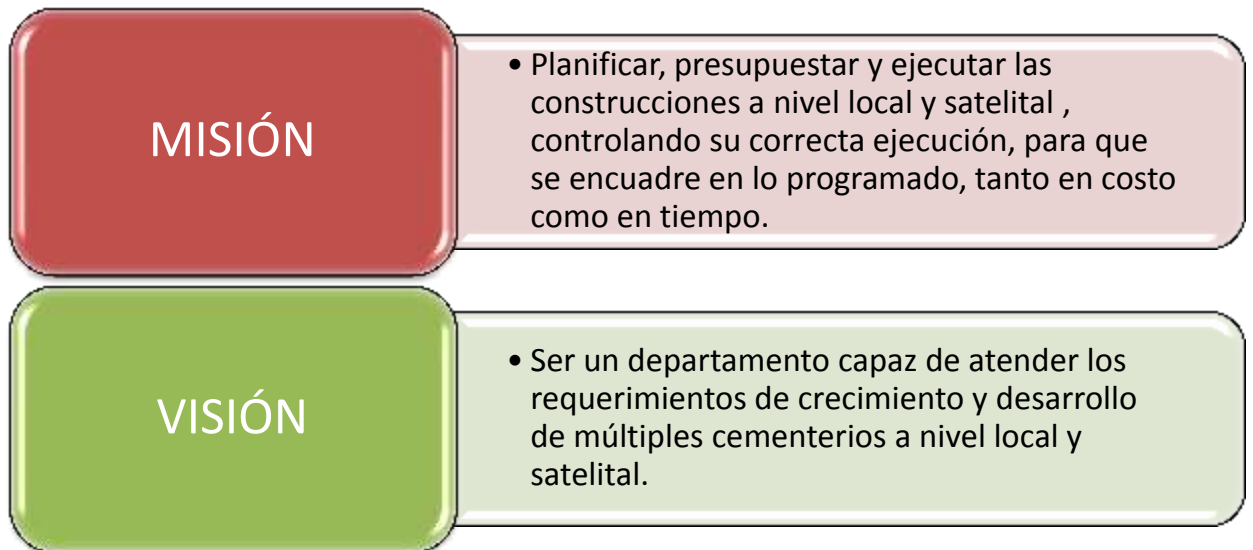 MISIÓN
• Planificar, presupuestar y ejecutar las
construcciones a nivel local y satelital ,
controlando su correcta ejecución, para que
se encuadre en lo programado, tanto en costo
como en tiempo.
VISIÓN
• Ser un departamento capaz de atender los
requerimientos de crecimiento y desarrollo
de múltiples cementerios a nivel local y
satelital.